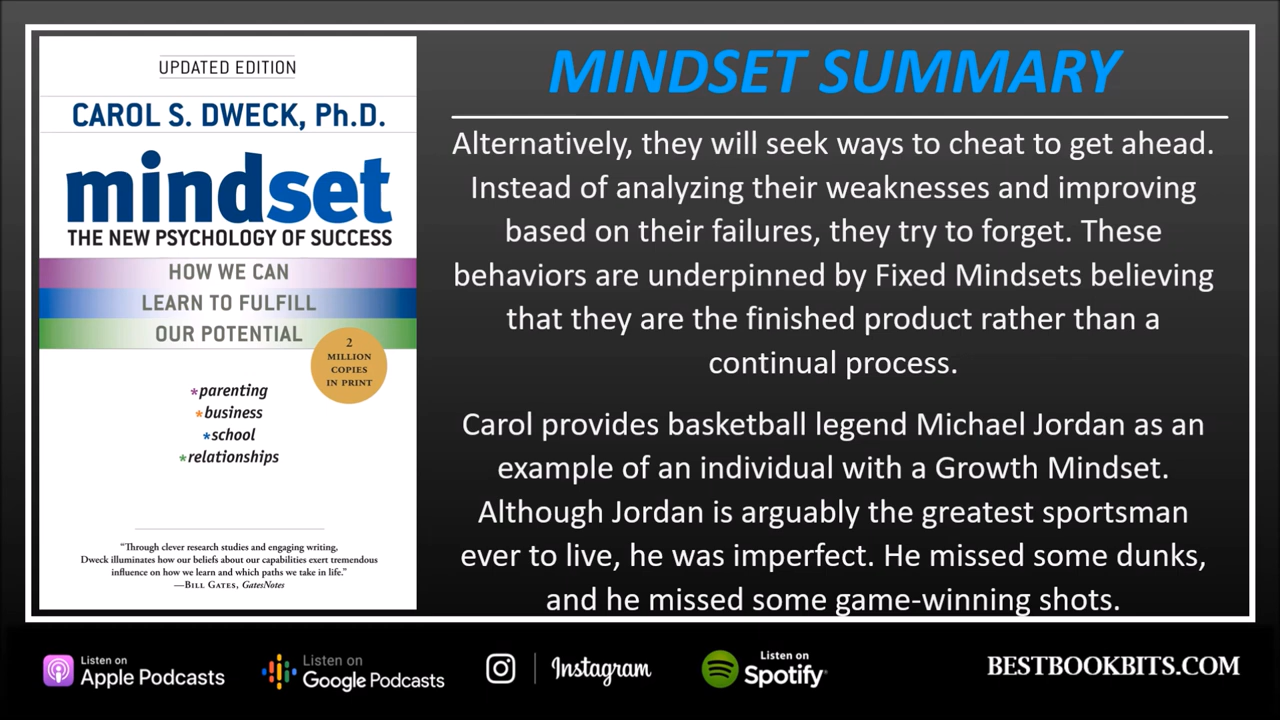 UPDATED EDITION
CAROL S. DWECK, Ph.D.
mindset
THE NEW PSYCHOLOGY OF SUCCESS
HOW WE CAN
LEARN TO FULFILL
OUR POTENTIAL
2
MILLION
COPIES
IN PRINT
*parenting
*business
*school
*relationships
“Through clever research studies and engaging writing,
Dweck illuminates how our beliefs about our capabilities exert tremendous
influence on how we learn and which paths we take in life.”
—BILL GATES, GatesNotes
MINDSET SUMMARY
Alternatively, they will seek ways to cheat to get ahead.
Instead of analyzing their weaknesses and improving
based on their failures, they try to forget. These
behaviors are underpinned by Fixed Mindsets believing
that they are the finished product rather than a
continual process.
Carol provides basketball legend Michael Jordan as an
example of an individual with a Growth Mindset.
Although Jordan is arguably the greatest sportsman
ever to live, he was imperfect. He missed some dunks,
and he missed some game-winning shots.
Listen on
Apple Podcasts
Listen on
Google Podcasts
Instagram
Listen on
Spotify
BESTBOOKBITS.COM